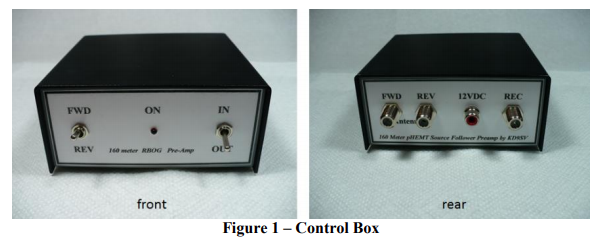 FWD ON IN
REV OUT
160 meter RBOG Pre-Amp
front
FWD REV 12VDC REC
160 Meter pHEMT Source Follower Preamp by KD9SV
rear
Figure 1 – Control Box